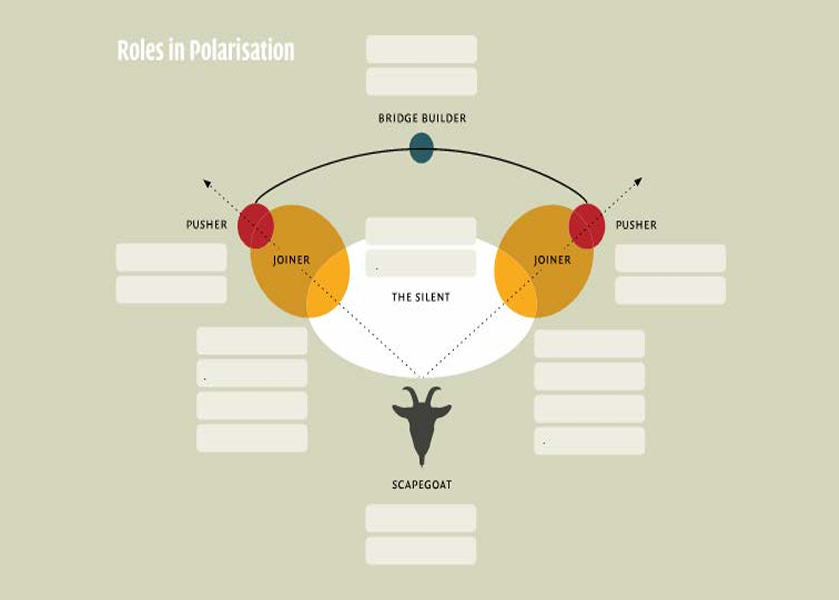 Roles in Polarisation
BRIDGE BUILDER
PUSHER
PUSHER
JOINER
JOINER
THE SILENT
SCAPEGOAT